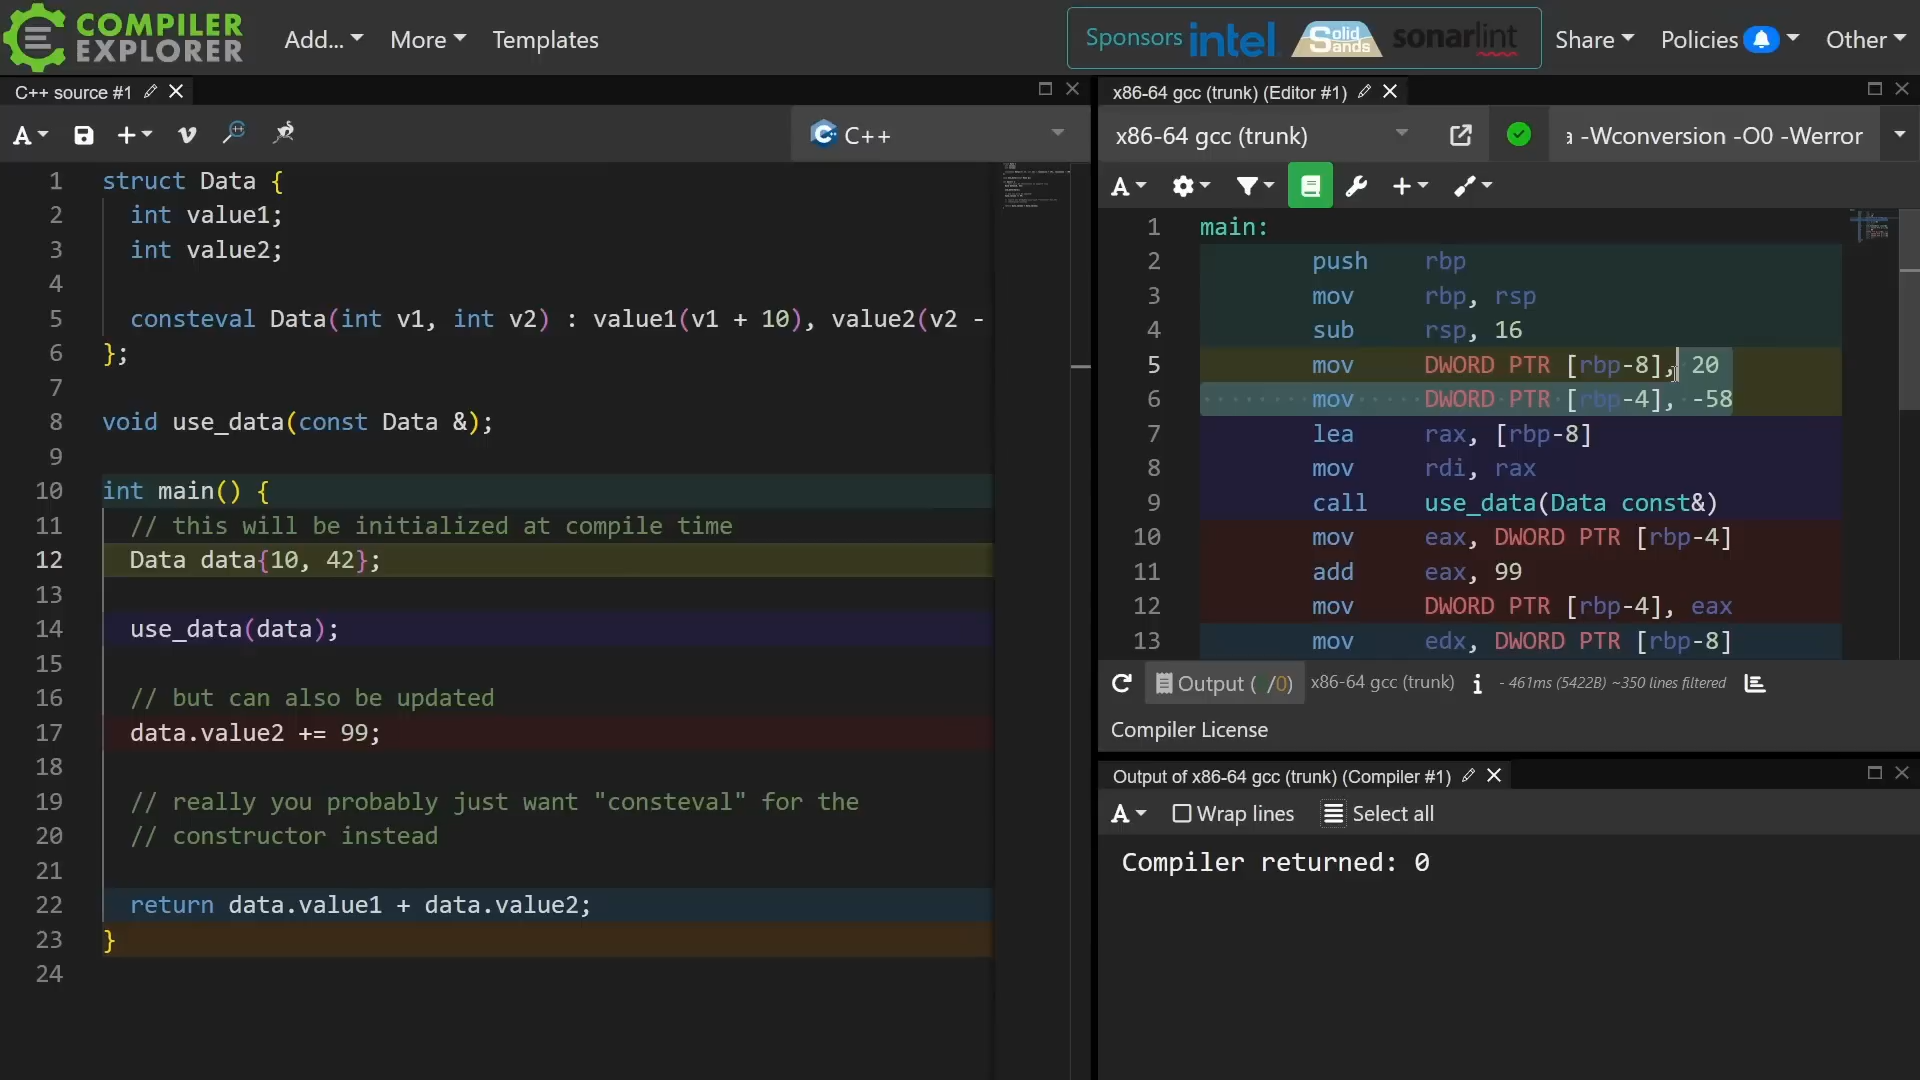 COMPILER
EXPLORER
Add...
More
Templates
Sponsors
intel.
Solid
Sands
sonarlint
Share
Policies
Other
C++ source #1
A
C++
1 struct Data {
2 int value1;
3 int value2;
4
5 consteval Data(int v1, int v2) : value1(v1 + 10), value2(v2 -
6 };
7
8 void use_data(const Data &);
9
10 int main() {
11 // this will be initialized at compile time
12 Data data{10, 42};
13
14 use_data(data);
15
16 // but can also be updated
17 data.value2 += 99;
18
19 // really you probably just want "consteval" for the
20 // constructor instead
21
22 return data.value1 + data.value2;
23 }
24
x86-64 gcc (trunk) (Editor #1)
x86-64 gcc (trunk)
-Wconversion -O0 -Werror
A
1 main:
2 push rbp
3 mov rbp, rsp
4 sub rsp, 16
5 mov DWORD PTR [rbp-8], 20
6 mov DWORD PTR [rbp-4], -58
7 lea rax, [rbp-8]
8 mov rdi, rax
9 call use_data(Data const&)
10 mov eax, DWORD PTR [rbp-4]
11 add eax, 99
12 mov DWORD PTR [rbp-4], eax
13 mov edx, DWORD PTR [rbp-8]
Output ( /0) x86-64 gcc (trunk) i - 461ms (5422B) ~350 lines filtered
Compiler License
Output of x86-64 gcc (trunk) (Compiler #1)
A Wrap lines Select all
Compiler returned: 0